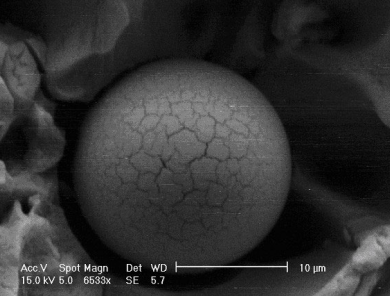 Acc.V Spot Magn Det WD 10 µm
15.0 kV 5.0 6533x SE 5.7